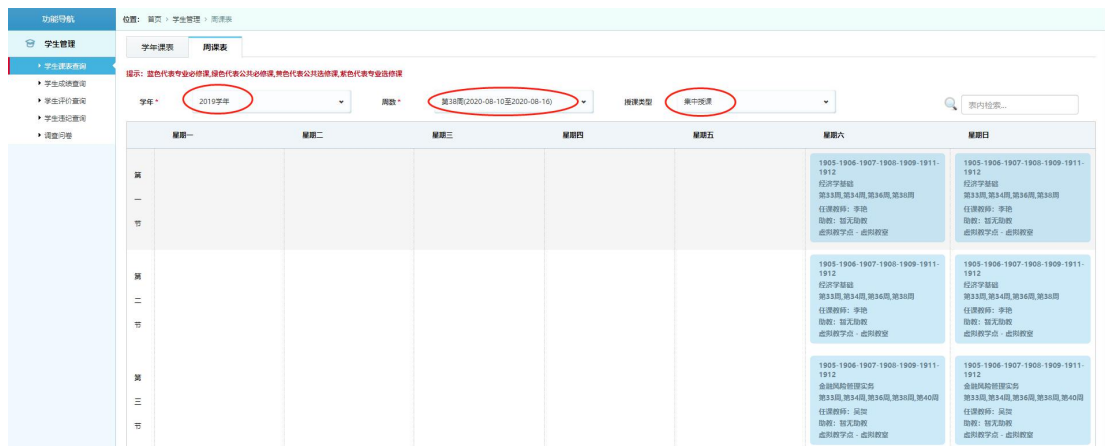 功能导航
位置： 首页 › 学生管理 › 周课表
学生管理
学生课表查询
学生成绩查询
学生评价查询
学生违纪查询
调查问卷
学年课表
周课表
提示：蓝色代表专业必修课,绿色代表公共必修课,黄色代表公共选修课,紫色代表专业选修课
学年 * 2019学年 周数 * 第38周(2020-08-10至2020-08-16) 授课类型 集中授课 表内检索...
星期一 星期二 星期三 星期四 星期五 星期六 星期日
第一节
1905-1906-1907-1908-1909-1911-
1912
经济学基础
第33周,第34周,第36周,第38周
任课教师：李艳
助教：暂无助教
虚拟教学点 - 虚拟教室
1905-1906-1907-1908-1909-1911-
1912
经济学基础
第33周,第34周,第36周,第38周
任课教师：李艳
助教：暂无助教
虚拟教学点 - 虚拟教室
第二节
1905-1906-1907-1908-1909-1911-
1912
经济学基础
第33周,第34周,第36周,第38周
任课教师：李艳
助教：暂无助教
虚拟教学点 - 虚拟教室
1905-1906-1907-1908-1909-1911-
1912
经济学基础
第33周,第34周,第36周,第38周
任课教师：李艳
助教：暂无助教
虚拟教学点 - 虚拟教室
第三节
1905-1906-1907-1908-1909-1911-
1912
金融风险管理实务
第33周,第34周,第36周,第38周,第40周
任课教师：吴
助教：暂无助教
虚拟教学点 - 虚拟教室
1905-1906-1907-1908-1909-1911-
1912
金融风险管理实务
第33周,第34周,第36周,第38周,第40周
任课教师：吴
助教：暂无助教
虚拟教学点 - 虚拟教室